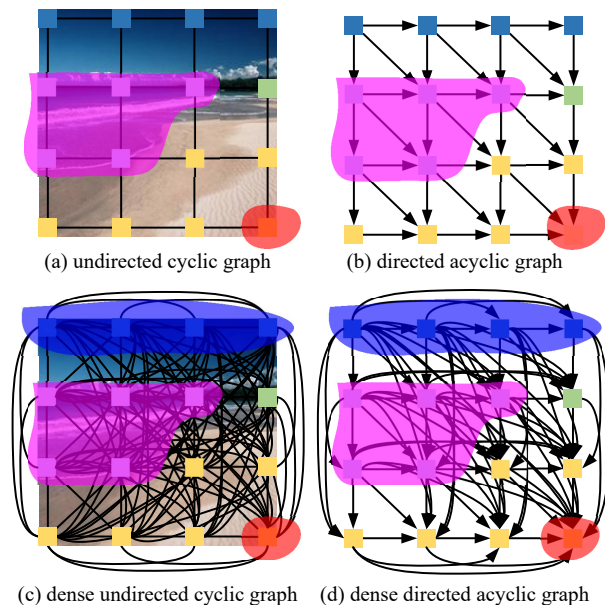 (a) undirected cyclic graph
(b) directed acyclic graph
(c) dense undirected cyclic graph
(d) dense directed acyclic graph